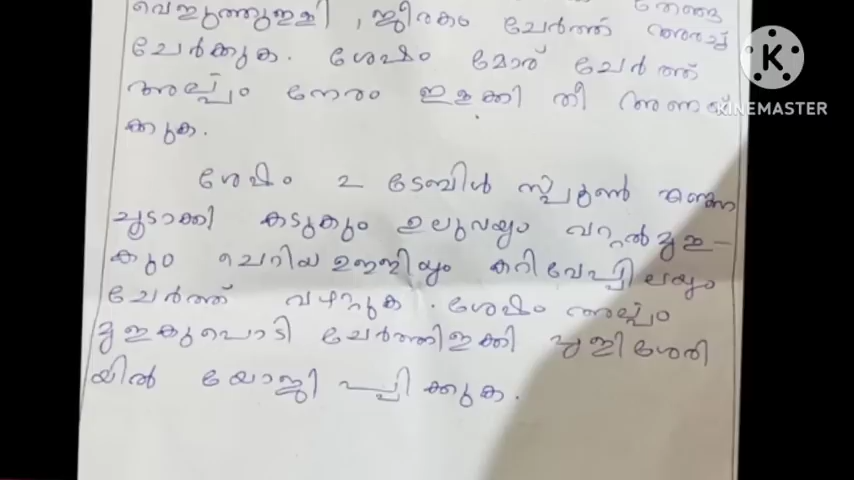 തേങ്ങ
വെളുത്തുള്ളി , ജീരകം ചേർത്ത് അരച്ച്
ചേർക്കുക. ശേഷം മോര് ചേർത്ത്
അല്പം നേരം ഇളക്കി തീ അണയ്
ക്കുക.
ശേഷം 2 ടേബിൾ സ്പൂൺ എണ്ണ
ചൂടാക്കി കടുകും ഉലുവയും വറ്റൽമുള-
കും ചെറിയ ഉള്ളിയും കറിവേപ്പിലയും
ചേർത്ത് വഴറ്റുക. ശേഷം അല്പം
മുളകുപൊടി ചേർത്തിളക്കി പുളിശേരി
യിൽ യോജിപ്പിക്കുക.
KINEMASTER